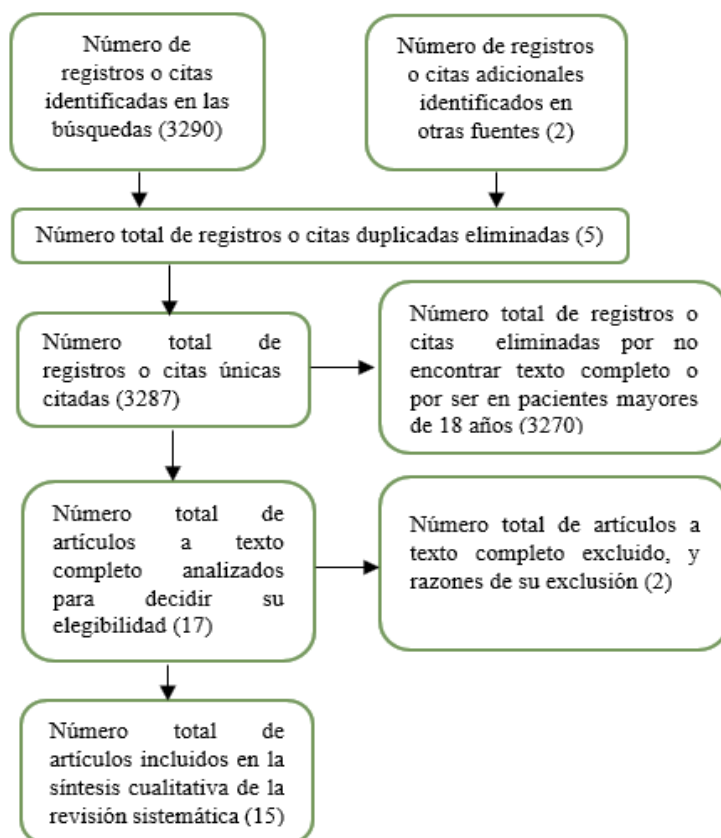 Número de
registros o citas
identificadas en las
búsquedas (3290)
Número de registros
o citas adicionales
identificados en
otras fuentes (2)
Número total de registros o citas duplicadas eliminadas (5)
Número total de
registros o citas únicas
citadas (3287)
Número total de registros o
citas eliminadas por no
encontrar texto completo o
por ser en pacientes mayores
de 18 años (3270)
Número total de
artículos a texto
completo analizados
para decidir su
elegibilidad (17)
Número total de artículos a
texto completo excluido, y
razones de su exclusión (2)
Número total de
artículos incluidos en la
síntesis cualitativa de la
revisión sistemática (15)